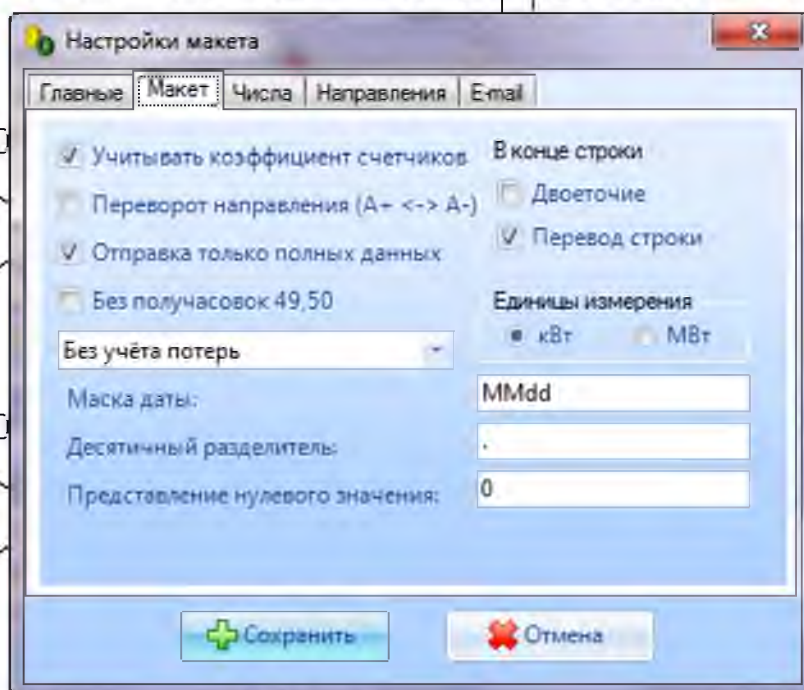 Настройки макета
Главные Макет Числа Направления E-mail
Учитывать коэффициент счетчиков
Переворот направления (А+ <-> А-)
Отправка только полных данных
Без получасовок 49,50
Без учёта потерь
В конце строки
Двоеточие
Перевод строки
Единицы измерения
кВт МВт
Маска даты: MMdd
Десятичный разделитель: .
Представление нулевого значения: 0
Сохранить Отмена